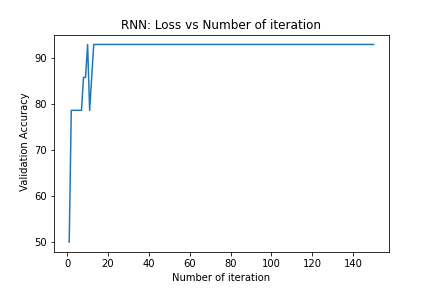 RNN: Loss vs Number of iteration
90
80
70
60
50
Validation Accuracy
0 20 40 60 80 100 120 140
Number of iteration